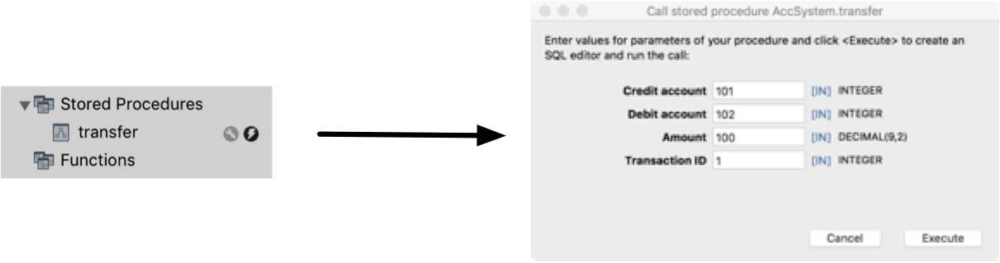 Stored Procedures
transfer
Functions
Call stored procedure AccSystem.transfer
Enter values for parameters of your procedure and click <Execute> to create an
SQL editor and run the call:
Credit account 101 [IN] INTEGER
Debit account 102 [IN] INTEGER
Amount 100 [IN] DECIMAL(9,2)
Transaction ID 1 [IN] INTEGER
Cancel Execute